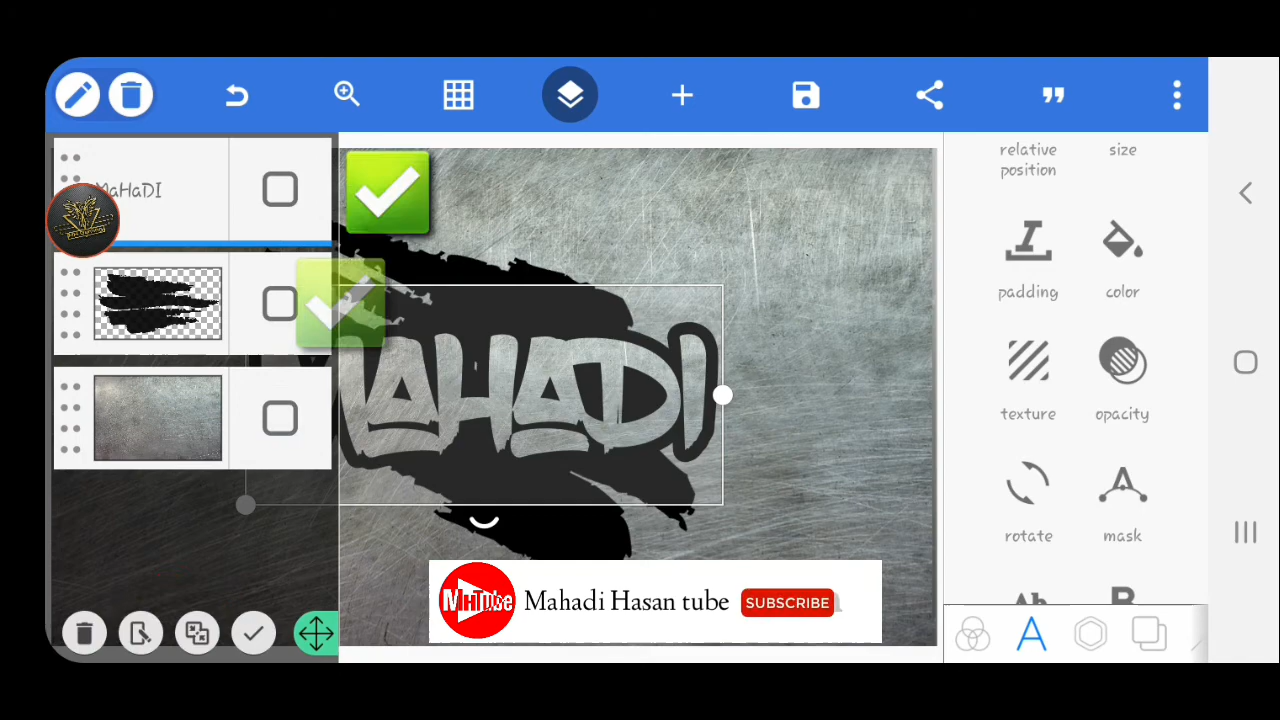 MaHaDI
relative position
size
padding
color
MAHADI
texture
opacity
rotate
mask
MHTube
Mahadi Hasan tube
SUBSCRIBE